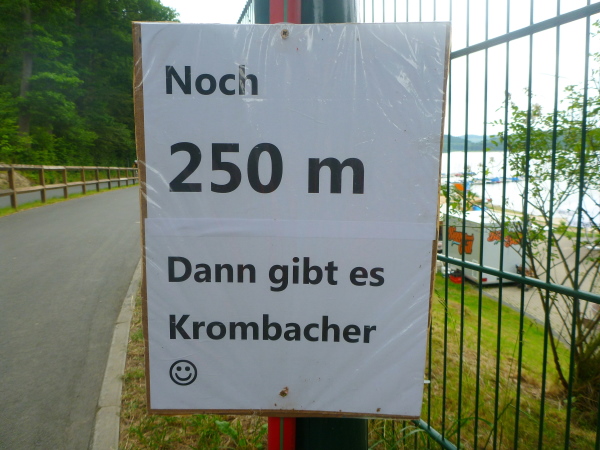 Noch
250 m
Dann gibt es
Krombacher
☺